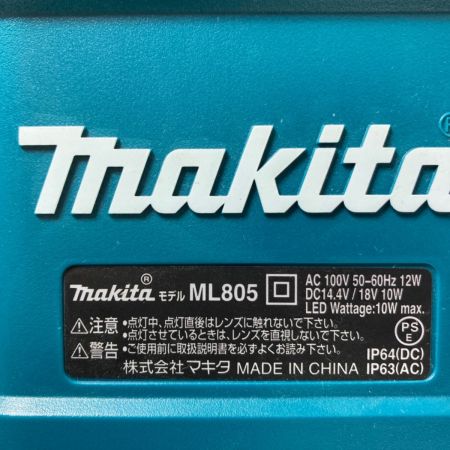 makita®
makita® モデル ML805 AC 100V 50-60Hz 12W
DC14.4V / 18V 10W
LED Wattage:10W max.
⚠注意 •点灯中、点灯直後はレンズに触れないで下さい。
•点灯させているときは、レンズを直視しないで下さい。
⚠警告 •ご使用前に取扱説明書を必ずよくお読み下さい。
PS
E
IP64(DC)
株式会社マキタ MADE IN CHINA IP63(AC)